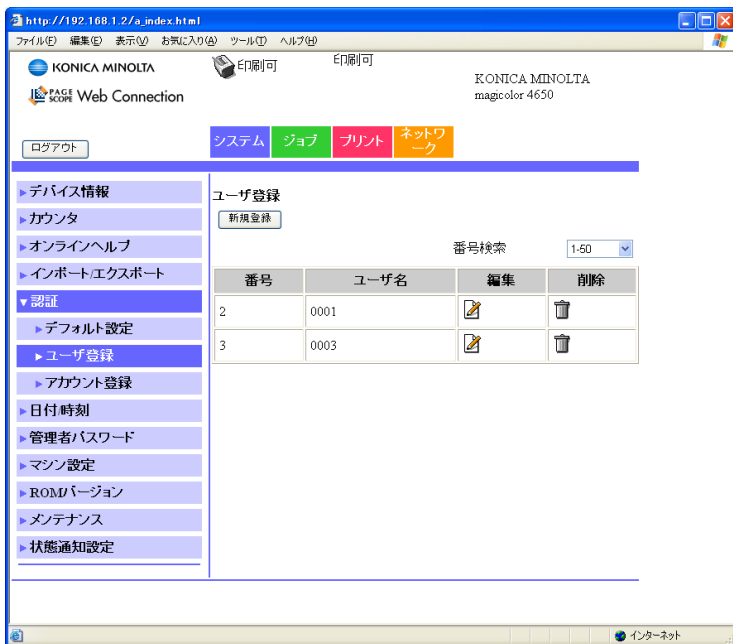 http://192.168.1.2/a_index.html
ファイル(F) 編集(E) 表示(V) お気に入り(A) ツール(T) ヘルプ(H)
KONICA MINOLTA
印刷可
印刷可
PAGE SCOPE Web Connection
KONICA MINOLTA
magicolor 4650
ログアウト
システム
ジョブ
プリント
ネットワ
ーク
デバイス情報
カウンタ
オンラインヘルプ
インポート/エクスポート
認証
デフォルト設定
ユーザ登録
アカウント登録
日付/時刻
管理者パスワード
マシン設定
ROMバージョン
メンテナンス
状態通知設定
ユーザ登録
新規登録
番号検索 1-50
番号 ユーザ名 編集 削除
2 0001
3 0003
インターネット